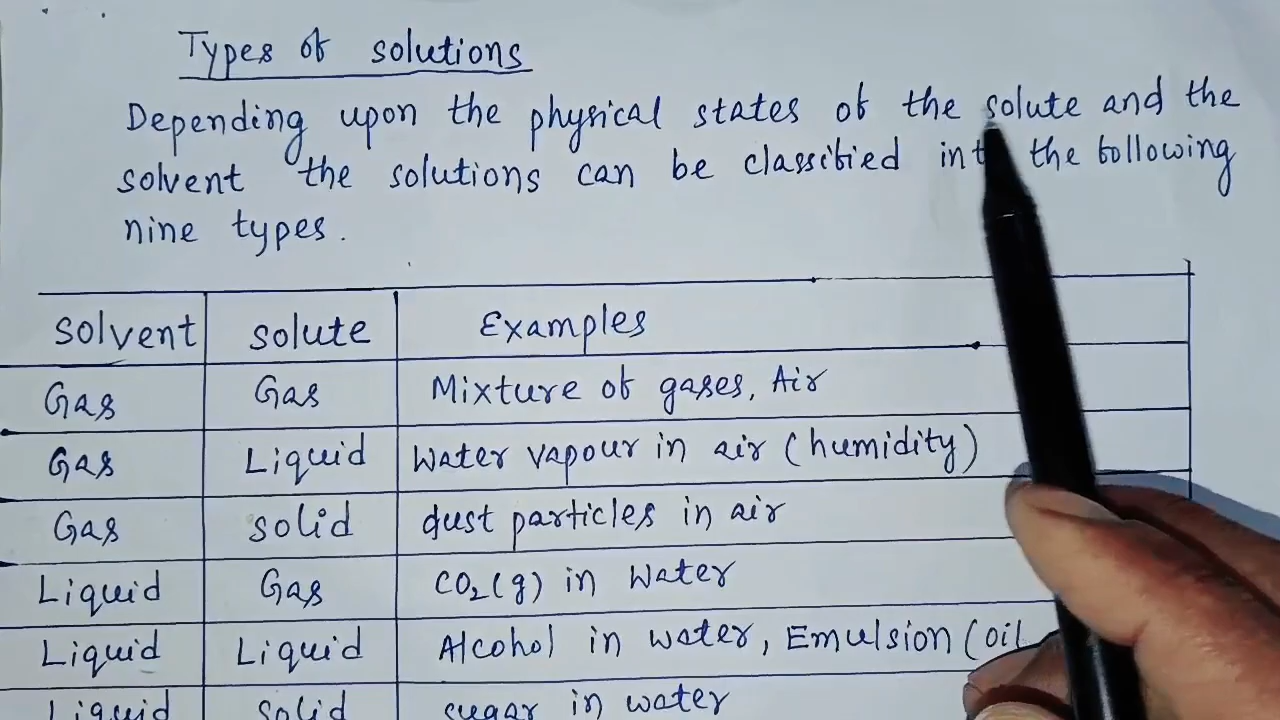 Types of solutions
Depending upon the physical states of the solute and the
solvent the solutions can be classified into the following
nine types.
Solvent solute Examples
Gas Gas Mixture of gases, Air
Gas Liquid Water vapour in air (humidity)
Gas solid dust particles in air
Liquid Gas CO₂(g) in Water
Liquid Liquid Alcohol in water, Emulsion (oil
Liquid solid sugar in water